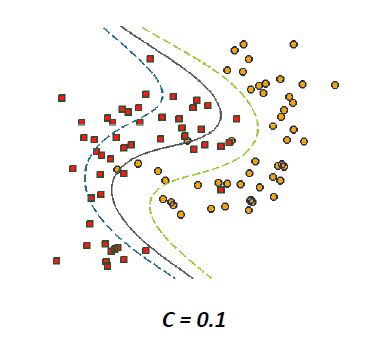 C = 0.1